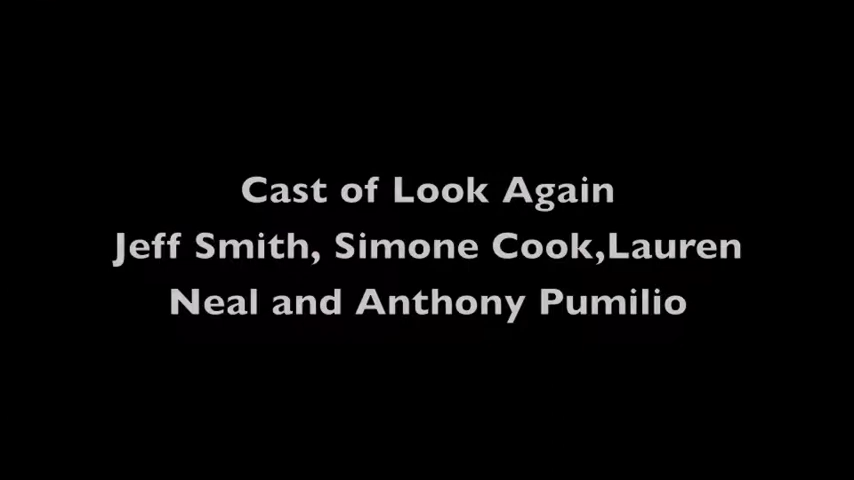 Cast of Look Again
Jeff Smith, Simone Cook,Lauren
Neal and Anthony Pumilio